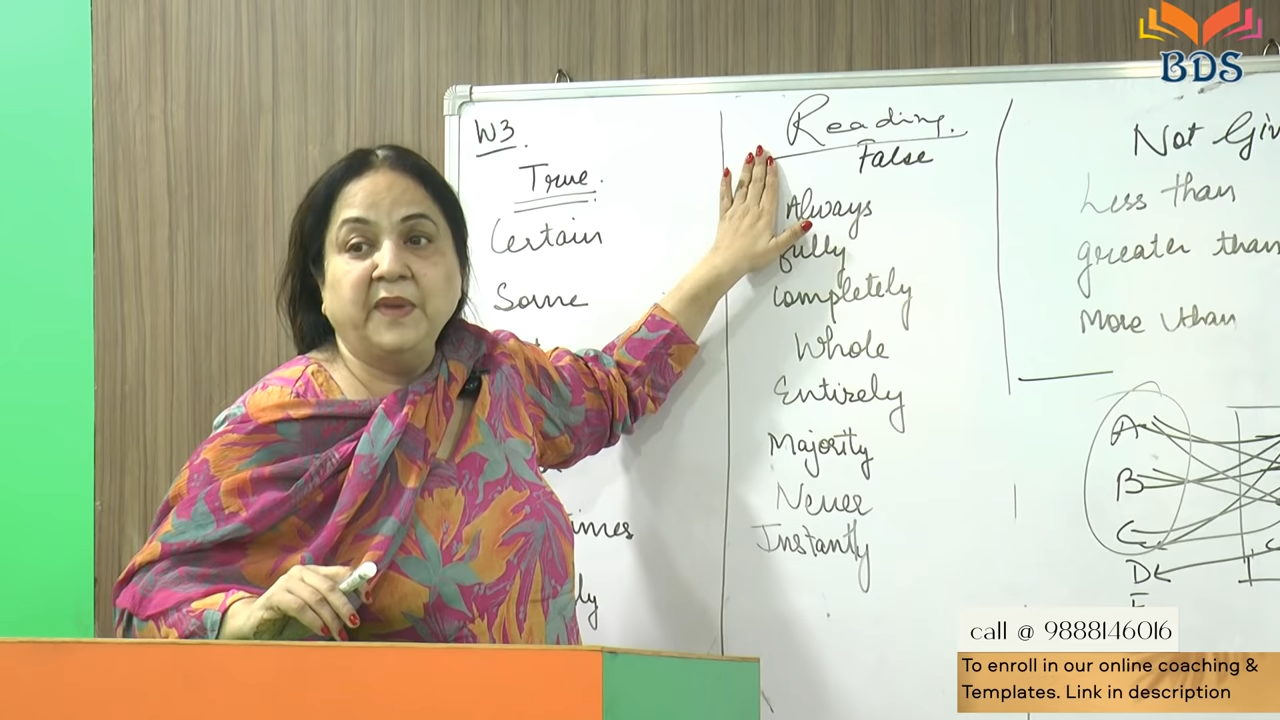 BDS
W3.
True.
Certain
Some
Reading.
False
Always
fully
completely
Whole
Entirely
Majority
Never
Instantly
Not Giv
Less than
greater than
More than
A
B
C
D
call @ 9888146016
To enroll in our online coaching &
Templates. Link in description